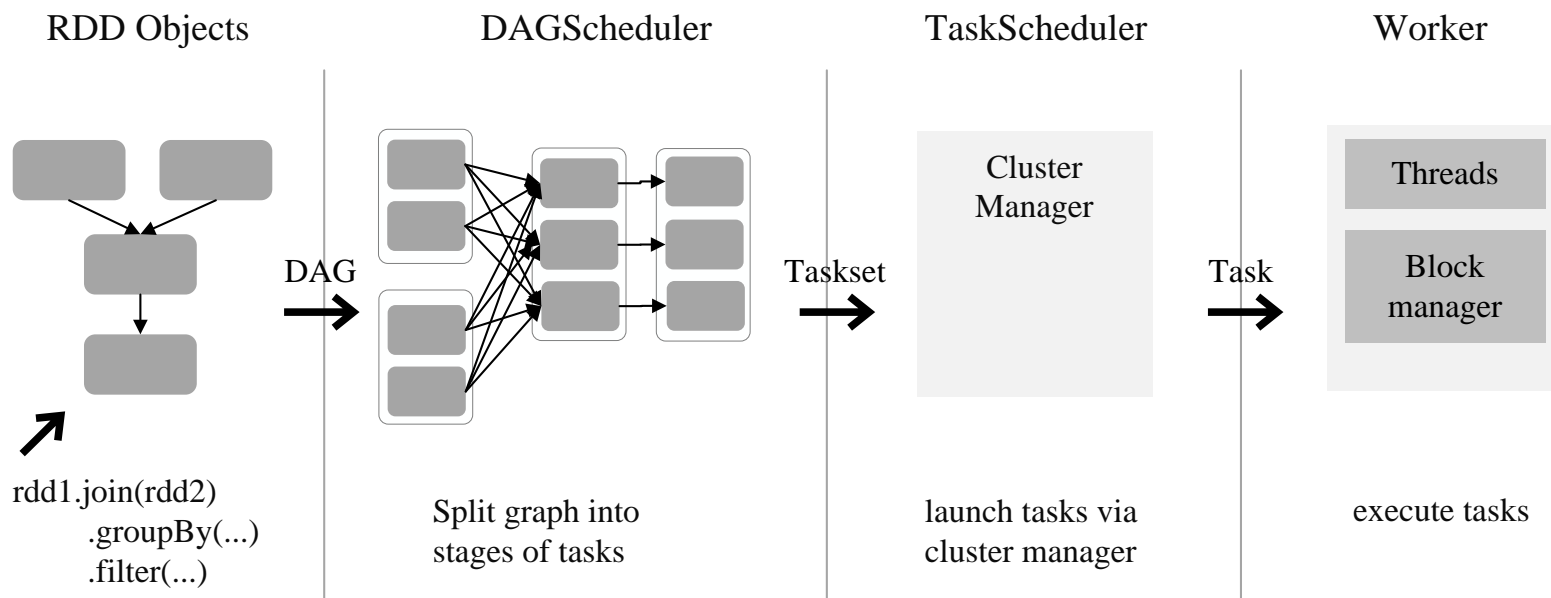 RDD Objects
DAGScheduler
TaskScheduler
Worker
DAG
Taskset
Cluster
Manager
Task
Threads
Block
manager
rdd1.join(rdd2)
.groupBy(...)
.filter(...)
Split graph into
stages of tasks
launch tasks via
cluster manager
execute tasks